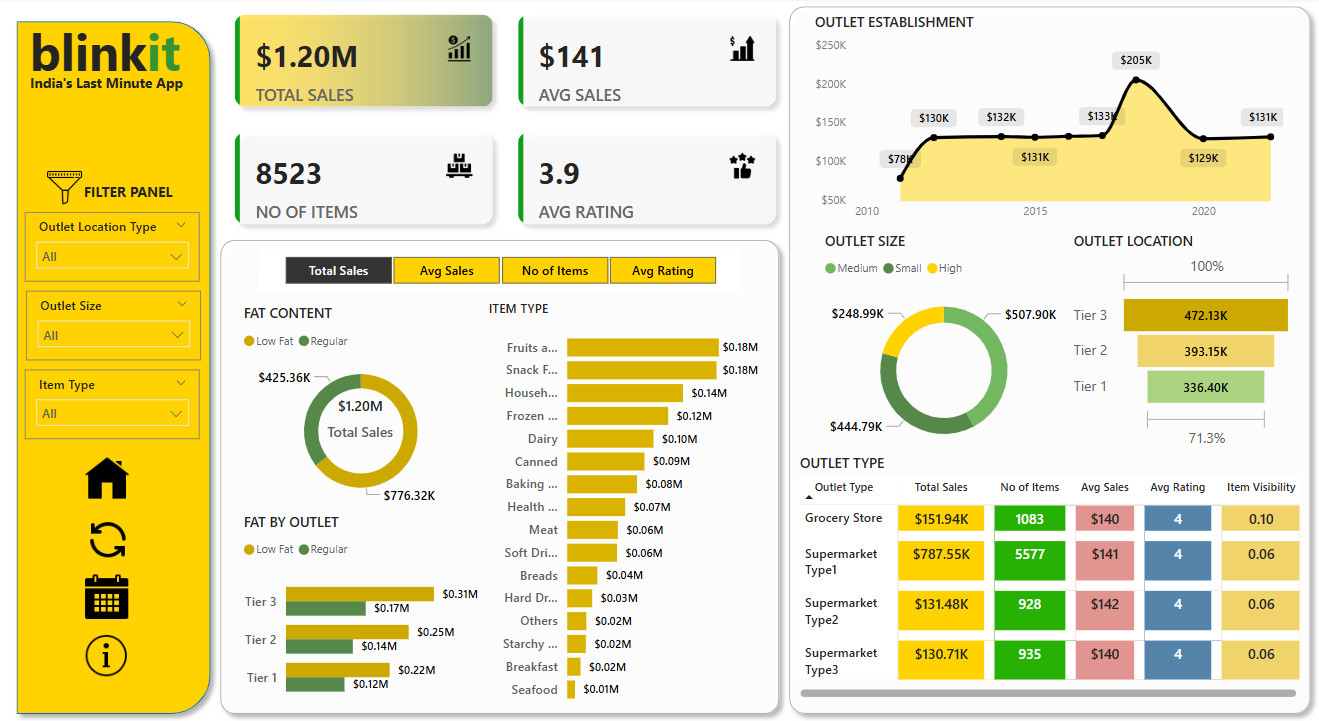 blinkit
India's Last Minute App
FILTER PANEL
Outlet Location Type
All
Outlet Size
All
Item Type
All
$1.20M
TOTAL SALES
$141
AVG SALES
8523
NO OF ITEMS
3.9
AVG RATING
Total Sales
Avg Sales
No of Items
Avg Rating
FAT CONTENT
Low Fat Regular
$425.36K
$1.20M
Total Sales
$776.32K
FAT BY OUTLET
Low Fat Regular
Tier 3 $0.31M
$0.17M
Tier 2 $0.25M
$0.14M
Tier 1 $0.22M
$0.12M
ITEM TYPE
Fruits a... $0.18M
Snack F... $0.18M
Househ... $0.14M
Frozen ... $0.12M
Dairy $0.10M
Canned $0.09M
Baking ... $0.08M
Health ... $0.07M
Meat $0.06M
Soft Dri... $0.06M
Breads $0.04M
Hard Dr... $0.03M
Others $0.02M
Starchy ... $0.02M
Breakfast $0.02M
Seafood $0.01M
OUTLET ESTABLISHMENT
$250K
$200K
$150K
$100K
$50K
$78K
$130K
$132K
$131K
$133K
$205K
$129K
$131K
2010 2015 2020
OUTLET SIZE
Medium Small High
$248.99K
$507.90K
$444.79K
OUTLET LOCATION
100%
Tier 3 472.13K
Tier 2 393.15K
Tier 1 336.40K
71.3%
OUTLET TYPE
Outlet Type Total Sales No of Items Avg Sales Avg Rating Item Visibility
Grocery Store $151.94K 1083 $140 4 0.10
Supermarket $787.55K 5577 $141 4 0.06
Type1
Supermarket $131.48K 928 $142 4 0.06
Type2
Supermarket $130.71K 935 $140 4 0.06
Type3